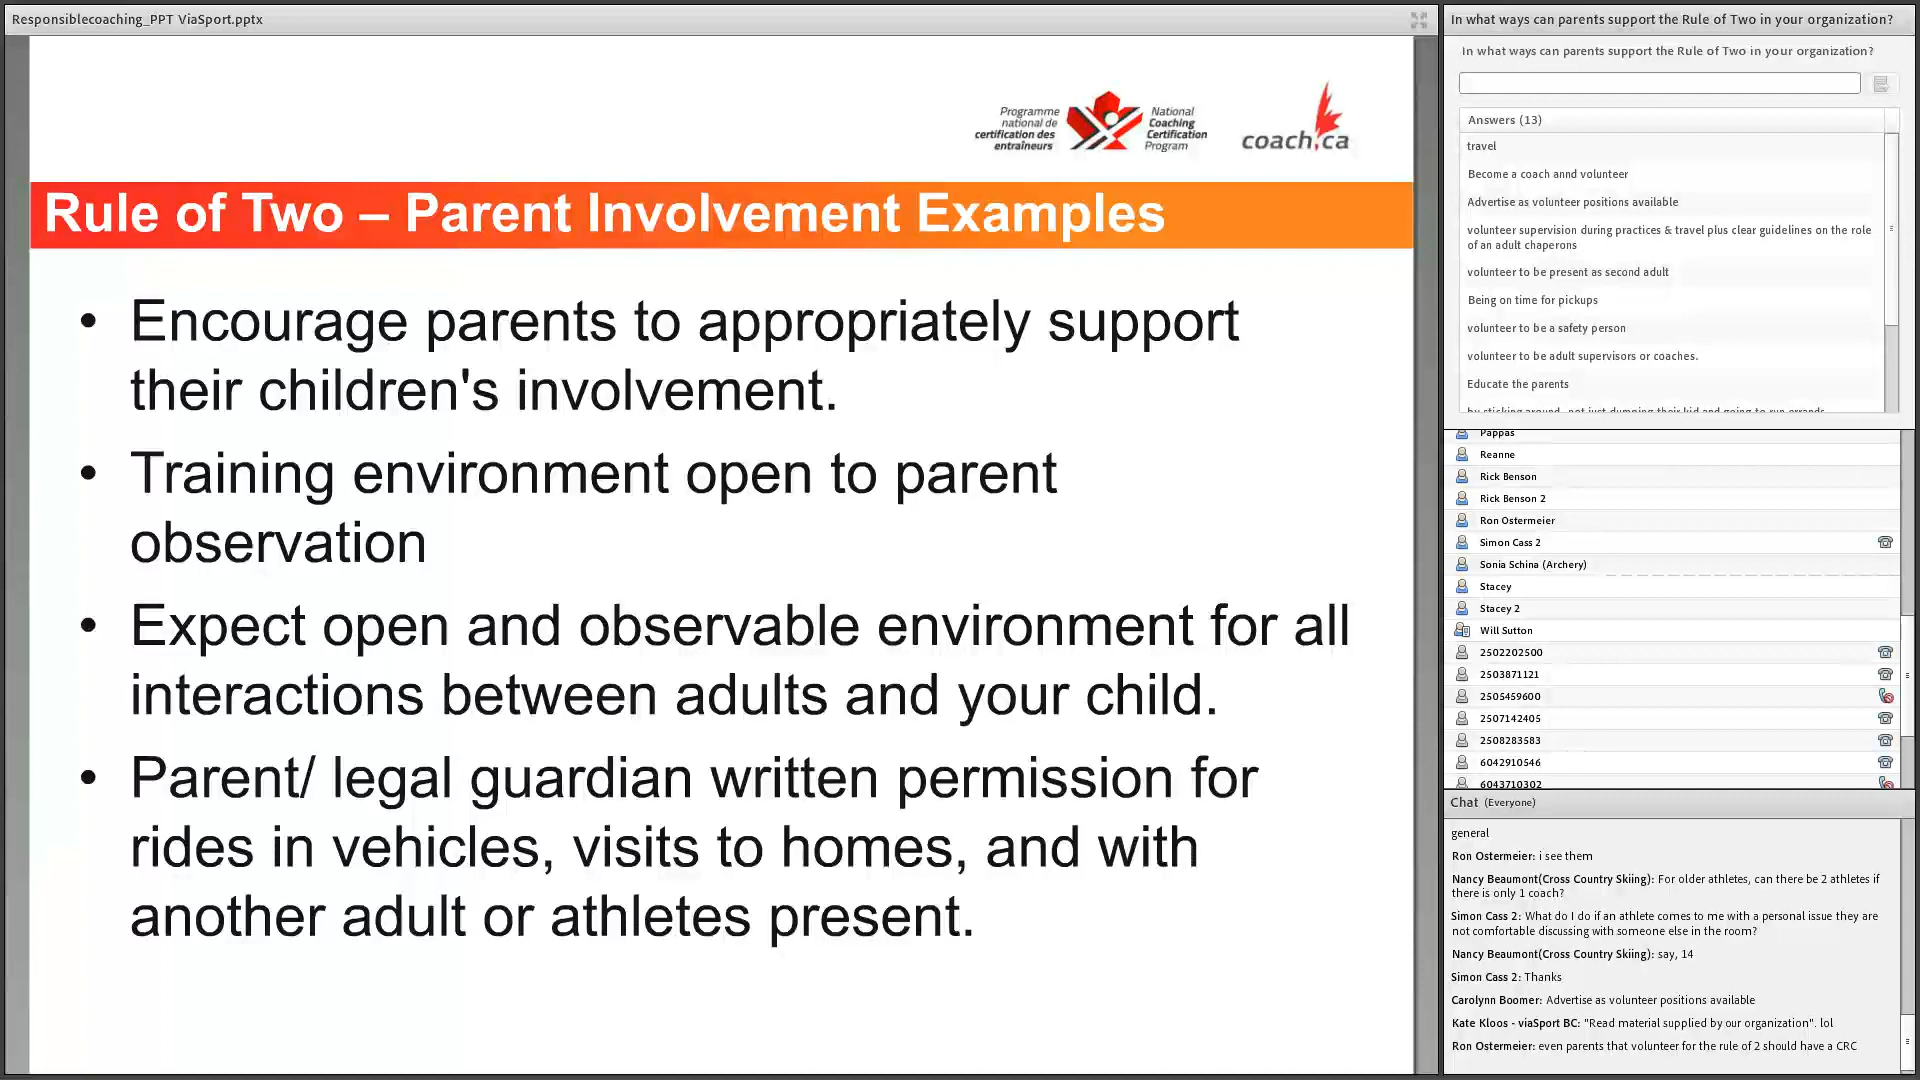 Responsiblecoaching_PPT ViaSport.pptx
Programme
national de
certification des
entraîneurs
National
Coaching
Certification
Program
coach.ca
Rule of Two – Parent Involvement Examples
• Encourage parents to appropriately support
their children's involvement.
• Training environment open to parent
observation
• Expect open and observable environment for all
interactions between adults and your child.
• Parent/ legal guardian written permission for
rides in vehicles, visits to homes, and with
another adult or athletes present.
In what ways can parents support the Rule of Two in your organization?
In what ways can parents support the Rule of Two in your organization?
Answers (13)
travel
Become a coach annd volunteer
Advertise as volunteer positions available
volunteer supervision during practices & travel plus clear guidelines on the role
of an adult chaperons
volunteer to be present as second adult
Being on time for pickups
volunteer to be a safety person
volunteer to be adult supervisors or coaches.
Educate the parents
by sticking around, not just dumping their kid and going to run errands
Pappas
Reanne
Rick Benson
Rick Benson 2
Ron Ostermeier
Simon Cass 2
Sonia Schina (Archery)
Stacey
Stacey 2
Will Sutton
2502202500
2503871121
2505459600
2507142405
2508283583
6042910546
6043710302
Chat (Everyone)
general
Ron Ostermeier: i see them
Nancy Beaumont(Cross Country Skiing): For older athletes, can there be 2 athletes if
there is only 1 coach?
Simon Cass 2: What do I do if an athlete comes to me with a personal issue they are
not comfortable discussing with someone else in the room?
Nancy Beaumont(Cross Country Skiing): say, 14
Simon Cass 2: Thanks
Carolynn Boomer: Advertise as volunteer positions available
Kate Kloos - viaSport BC: "Read material supplied by our organization". lol
Ron Ostermeier: even parents that volunteer for the rule of 2 should have a CRC